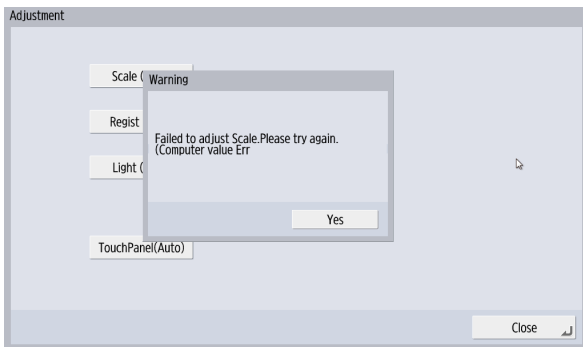 Adjustment
Scale (
Warning
Regist
Failed to adjust Scale.Please try again.
(Computer value Err
Light (
Yes
TouchPanel(Auto)
Close